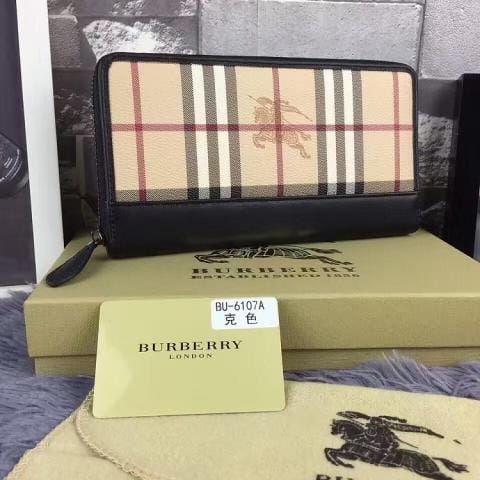 BURBERRY
ESTABLISHED 1856
BU-6107A
克色
BURBERRY
LONDON